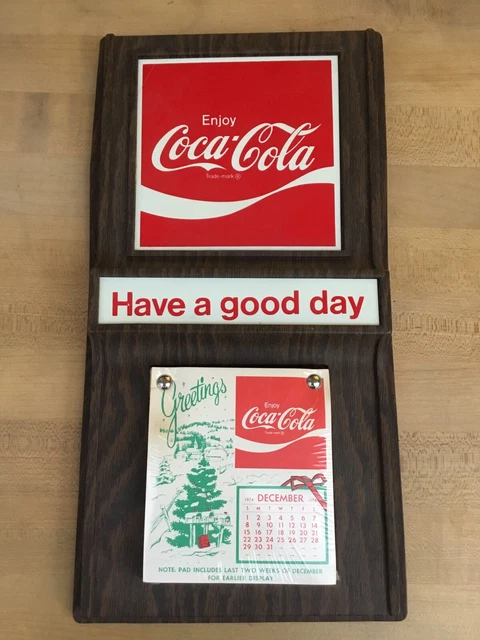 Enjoy
Coca-Cola
Trade-mark ®
Have a good day
Greetings
Enjoy
Coca-Cola
Trade-mark ®
DECEMBER
S M T W T F S
1 2 3 4 5 6 7
8 9 10 11 12 13 14
15 16 17 18 19 20 21
22 23 24 25 26 27 28
29 30 31
NOTE: PAD INCLUDES LAST TWO WEEKS OF DECEMBER
FOR EARLIER DISPLAY